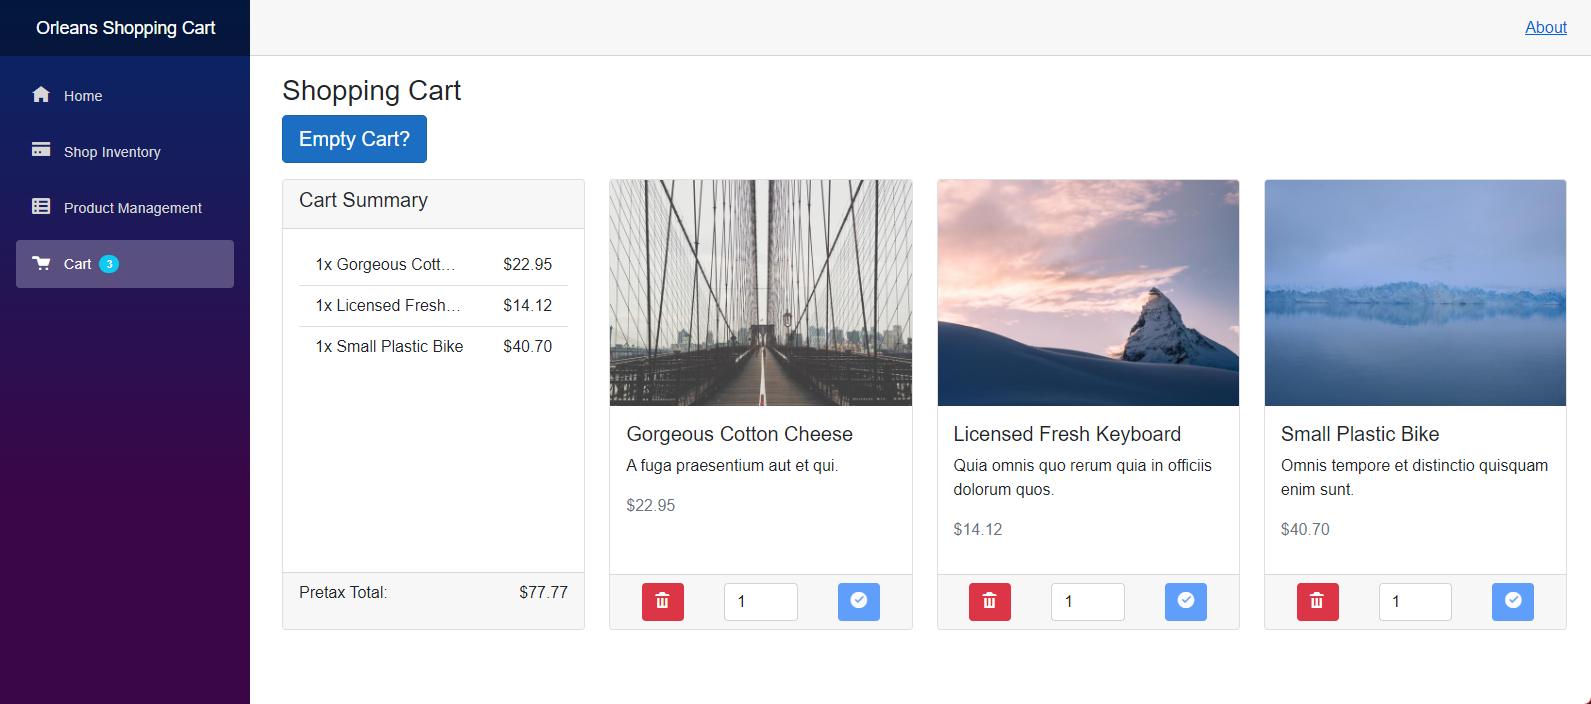 Orleans Shopping Cart
About
Home
Shop Inventory
Product Management
Cart 3
Shopping Cart
Empty Cart?
Cart Summary
1x Gorgeous Cott... $22.95
1x Licensed Fresh... $14.12
1x Small Plastic Bike $40.70
Pretax Total: $77.77
Gorgeous Cotton Cheese
A fuga praesentium aut et qui.
$22.95
1
Licensed Fresh Keyboard
Quia omnis quo rerum quia in officiis
dolorum quos.
$14.12
1
Small Plastic Bike
Omnis tempore et distinctio quisquam
enim sunt.
$40.70
1